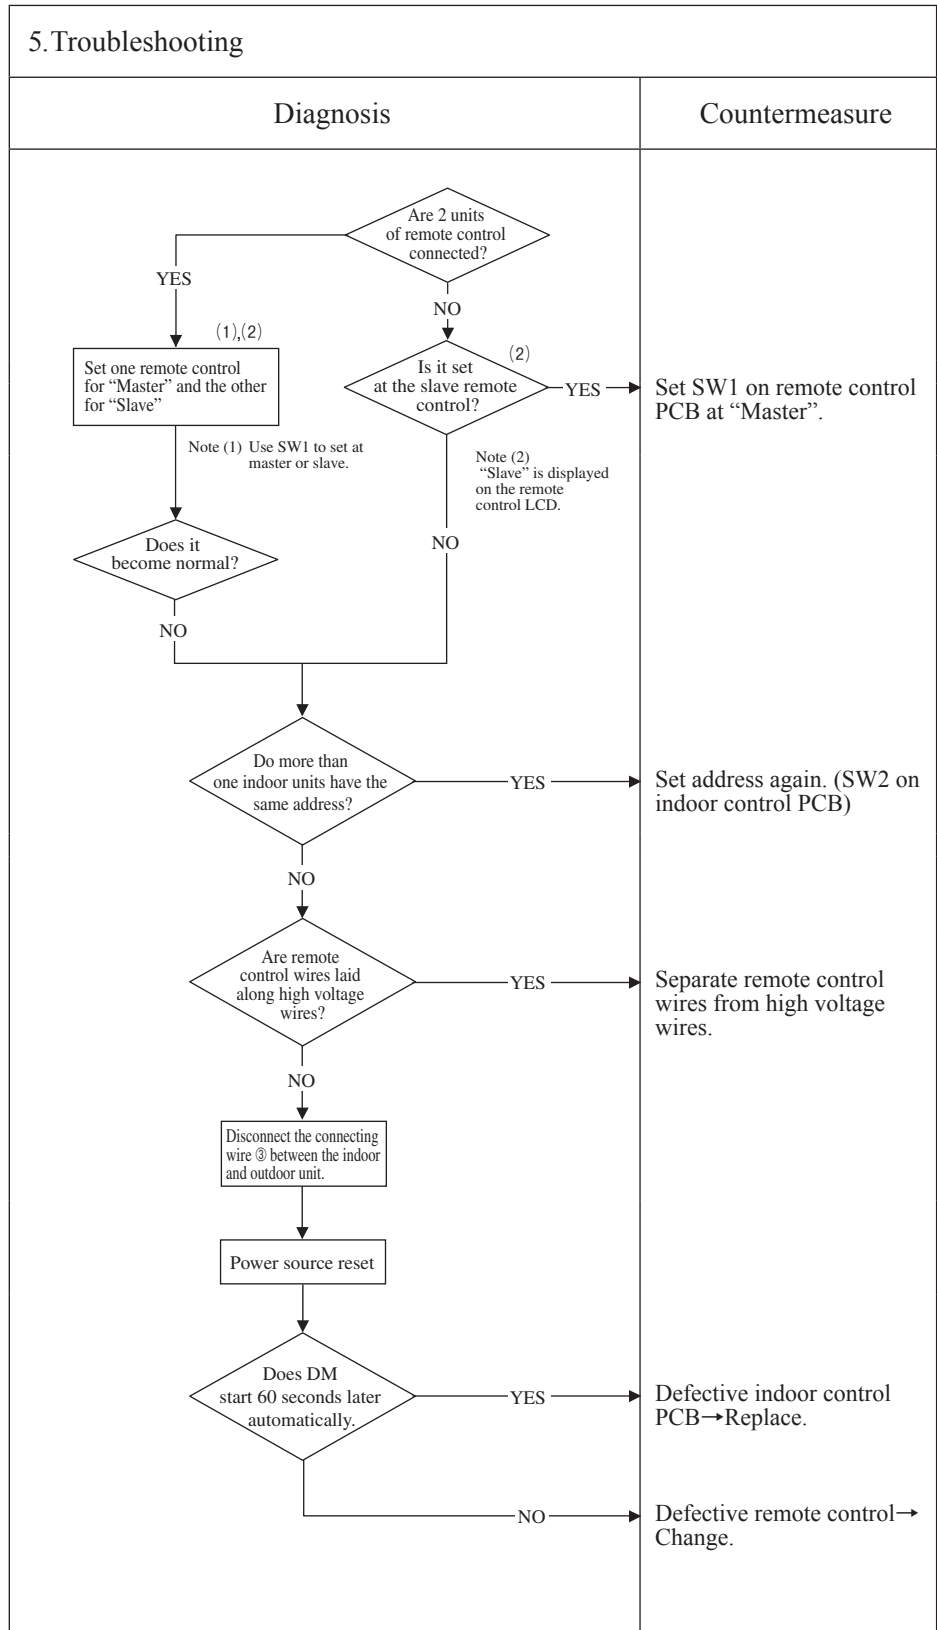 5.Troubleshooting
Diagnosis
Countermeasure
Are 2 units
of remote control
connected?
YES
NO
(1),(2)
Set one remote control
for “Master” and the other
for “Slave”
(2)
Is it set
at the slave remote
control?
YES
Set SW1 on remote control
PCB at “Master”.
Note (1) Use SW1 to set at
master or slave.
Note (2)
“Slave” is displayed
on the remote
control LCD.
Does it
become normal?
NO
NO
Do more than
one indoor units have the
same address?
YES
Set address again. (SW2 on
indoor control PCB)
NO
Are remote
control wires laid
along high voltage
wires?
YES
Separate remote control
wires from high voltage
wires.
NO
Disconnect the connecting
wire ③ between the indoor
and outdoor unit.
Power source reset
Does DM
start 60 seconds later
automatically.
YES
Defective indoor control
PCB→Replace.
NO
Defective remote control→
Change.